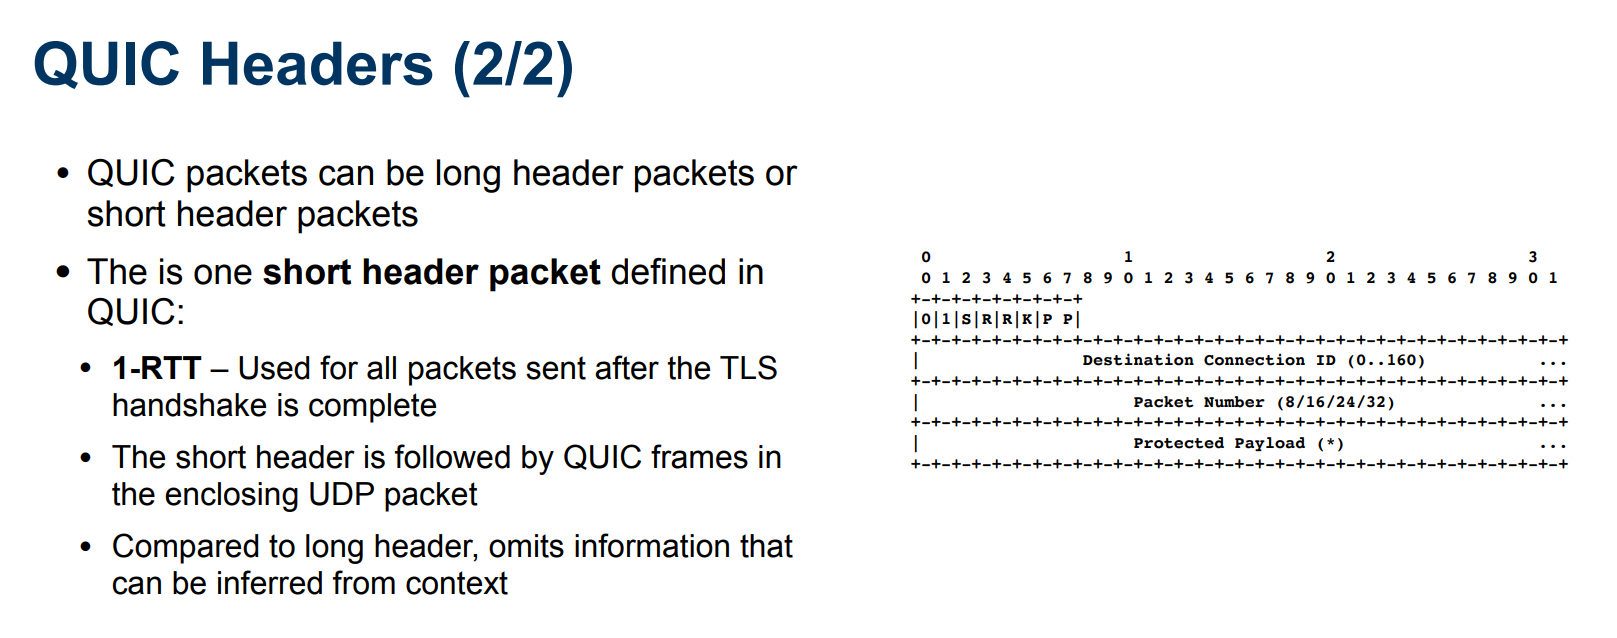 QUIC Headers (2/2)
• QUIC packets can be long header packets or
short header packets
• The is one short header packet defined in
QUIC:
• 1-RTT – Used for all packets sent after the TLS
handshake is complete
• The short header is followed by QUIC frames in
the enclosing UDP packet
• Compared to long header, omits information that
can be inferred from context
 0                   1                   2                   3
 0 1 2 3 4 5 6 7 8 9 0 1 2 3 4 5 6 7 8 9 0 1 2 3 4 5 6 7 8 9 0 1
+-+-+-+-+-+-+-+-+
|0|1|S|R|R|K|P P|
+-+-+-+-+-+-+-+-+-+-+-+-+-+-+-+-+-+-+-+-+-+-+-+-+-+-+-+-+-+-+-+-+
|                Destination Connection ID (0..160)           ...
+-+-+-+-+-+-+-+-+-+-+-+-+-+-+-+-+-+-+-+-+-+-+-+-+-+-+-+-+-+-+-+-+
|                     Packet Number (8/16/24/32)              ...
+-+-+-+-+-+-+-+-+-+-+-+-+-+-+-+-+-+-+-+-+-+-+-+-+-+-+-+-+-+-+-+-+
|                     Protected Payload (*)                   ...
+-+-+-+-+-+-+-+-+-+-+-+-+-+-+-+-+-+-+-+-+-+-+-+-+-+-+-+-+-+-+-+-+